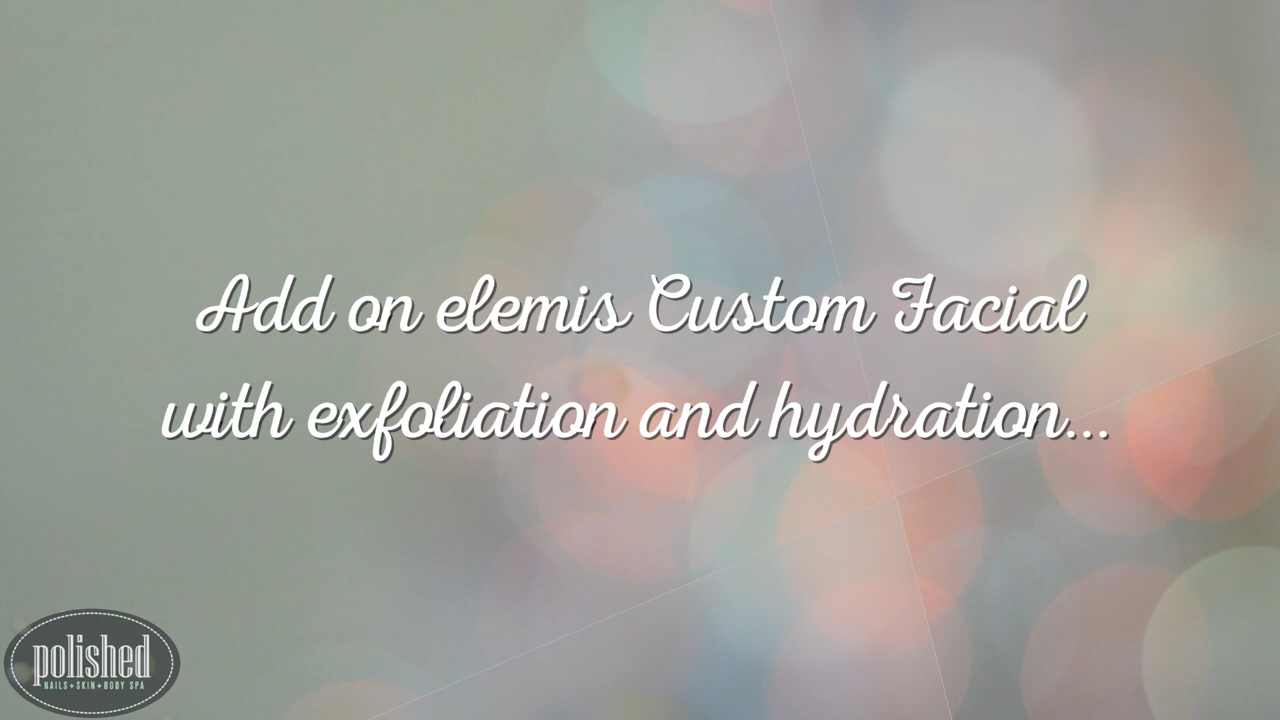 Add on elemis Custom Facial
with exfoliation and hydration...
polished
NAILS+SKIN+BODY SPA